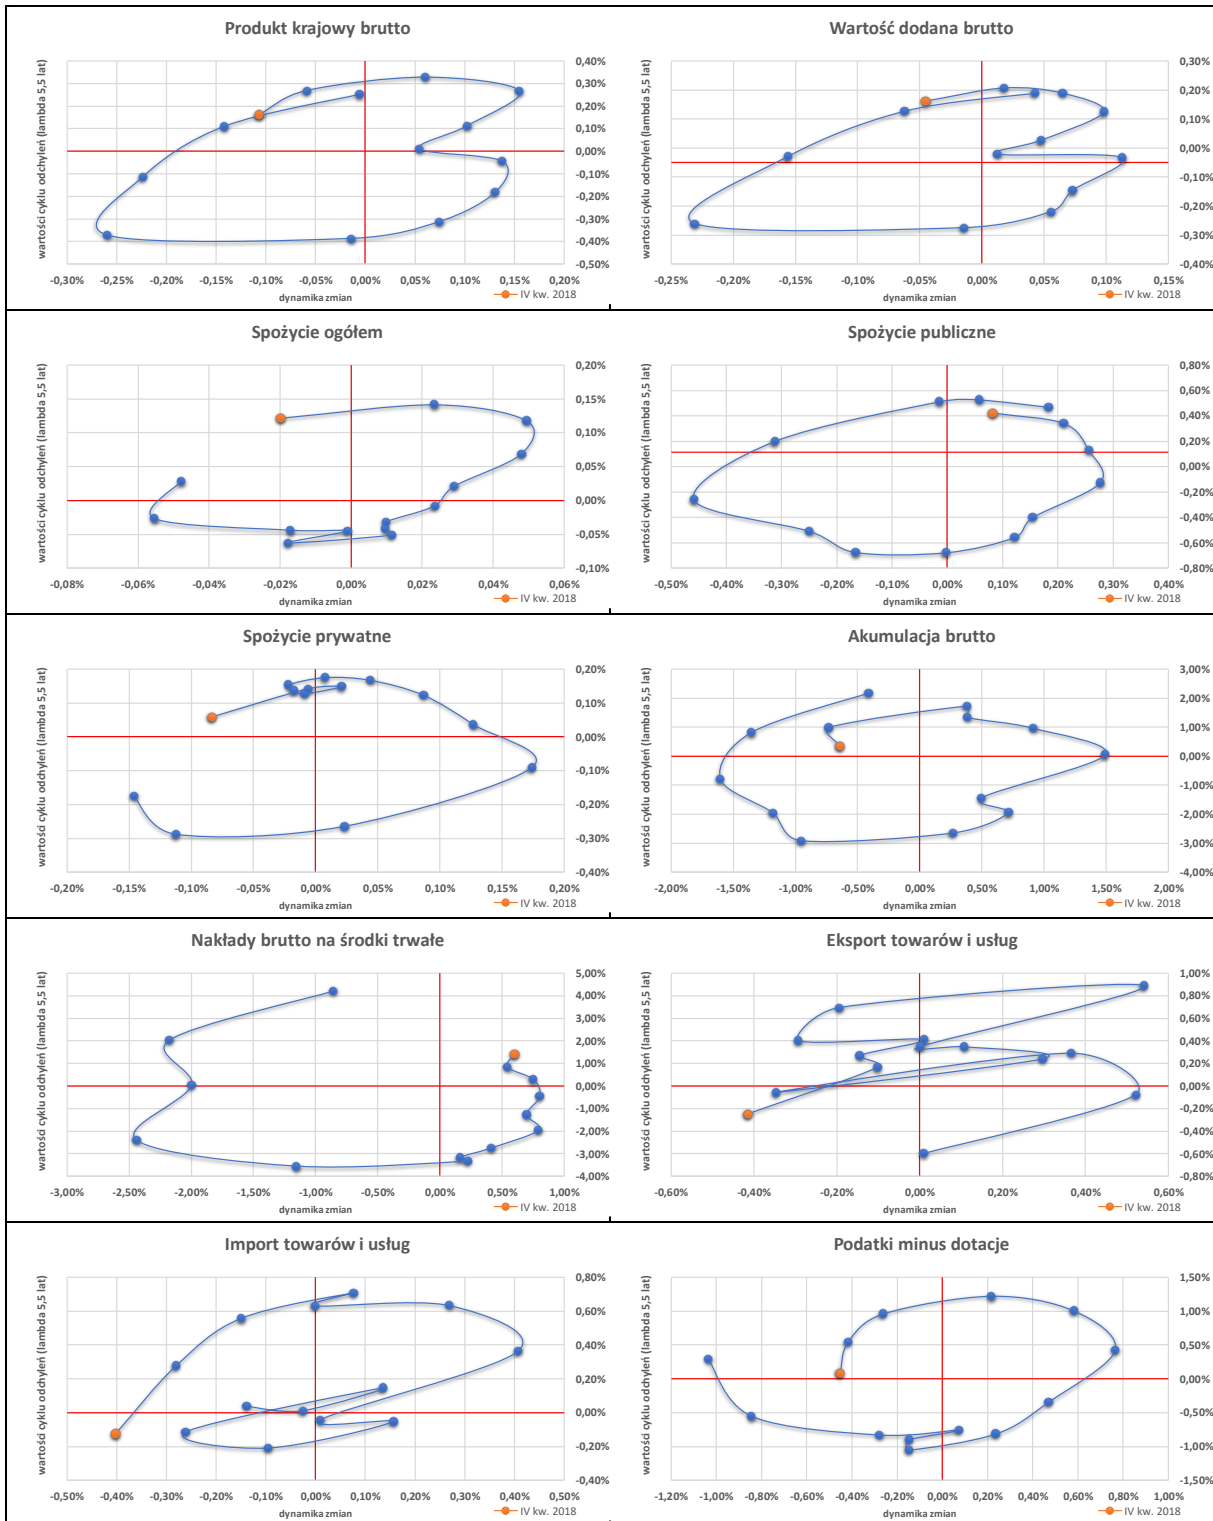 Produkt krajowy brutto
wartości cyklu odchyleń (lambda 5,5 lat)
0,40%
0,30%
0,20%
0,10%
0,00%
-0,10%
-0,20%
-0,30%
-0,40%
-0,50%
-0,30% -0,25% -0,20% -0,15% -0,10% -0,05% 0,00% 0,05% 0,10% 0,15% 0,20%
dynamika zmian
IV kw. 2018
Wartość dodana brutto
wartości cyklu odchyleń (lambda 5,5 lat)
0,30%
0,20%
0,10%
0,00%
-0,10%
-0,20%
-0,30%
-0,40%
-0,25% -0,20% -0,15% -0,10% -0,05% 0,00% 0,05% 0,10% 0,15%
dynamika zmian
IV kw. 2018
Spożycie ogółem
wartości cyklu odchyleń (lambda 5,5 lat)
0,20%
0,15%
0,10%
0,05%
0,00%
-0,05%
-0,10%
-0,08% -0,06% -0,04% -0,02% 0,00% 0,02% 0,04% 0,06%
dynamika zmian
IV kw. 2018
Spożycie publiczne
wartości cyklu odchyleń (lambda 5,5 lat)
0,80%
0,60%
0,40%
0,20%
0,00%
-0,20%
-0,40%
-0,60%
-0,80%
-0,50% -0,40% -0,30% -0,20% -0,10% 0,00% 0,10% 0,20% 0,30% 0,40%
dynamika zmian
IV kw. 2018
Spożycie prywatne
wartości cyklu odchyleń (lambda 5,5 lat)
0,20%
0,10%
0,00%
-0,10%
-0,20%
-0,30%
-0,40%
-0,20% -0,15% -0,10% -0,05% 0,00% 0,05% 0,10% 0,15% 0,20%
dynamika zmian
IV kw. 2018
Akumulacja brutto
wartości cyklu odchyleń (lambda 5,5 lat)
3,00%
2,00%
1,00%
0,00%
-1,00%
-2,00%
-3,00%
-4,00%
-2,00% -1,50% -1,00% -0,50% 0,00% 0,50% 1,00% 1,50% 2,00%
dynamika zmian
IV kw. 2018
Nakłady brutto na środki trwałe
wartości cyklu odchyleń (lambda 5,5 lat)
5,00%
4,00%
3,00%
2,00%
1,00%
0,00%
-1,00%
-2,00%
-3,00%
-4,00%
-3,00% -2,50% -2,00% -1,50% -1,00% -0,50% 0,00% 0,50% 1,00%
dynamika zmian
IV kw. 2018
Eksport towarów i usług
wartości cyklu odchyleń (lambda 5,5 lat)
1,00%
0,80%
0,60%
0,40%
0,20%
0,00%
-0,20%
-0,40%
-0,60%
-0,80%
-0,60% -0,40% -0,20% 0,00% 0,20% 0,40% 0,60%
dynamika zmian
IV kw. 2018
Import towarów i usług
wartości cyklu odchyleń (lambda 5,5 lat)
0,80%
0,60%
0,40%
0,20%
0,00%
-0,20%
-0,40%
-0,50% -0,40% -0,30% -0,20% -0,10% 0,00% 0,10% 0,20% 0,30% 0,40% 0,50%
dynamika zmian
IV kw. 2018
Podatki minus dotacje
wartości cyklu odchyleń (lambda 5,5 lat)
1,50%
1,00%
0,50%
0,00%
-0,50%
-1,00%
-1,50%
-1,20% -1,00% -0,80% -0,60% -0,40% -0,20% 0,00% 0,20% 0,40% 0,60% 0,80% 1,00%
dynamika zmian
IV kw. 2018